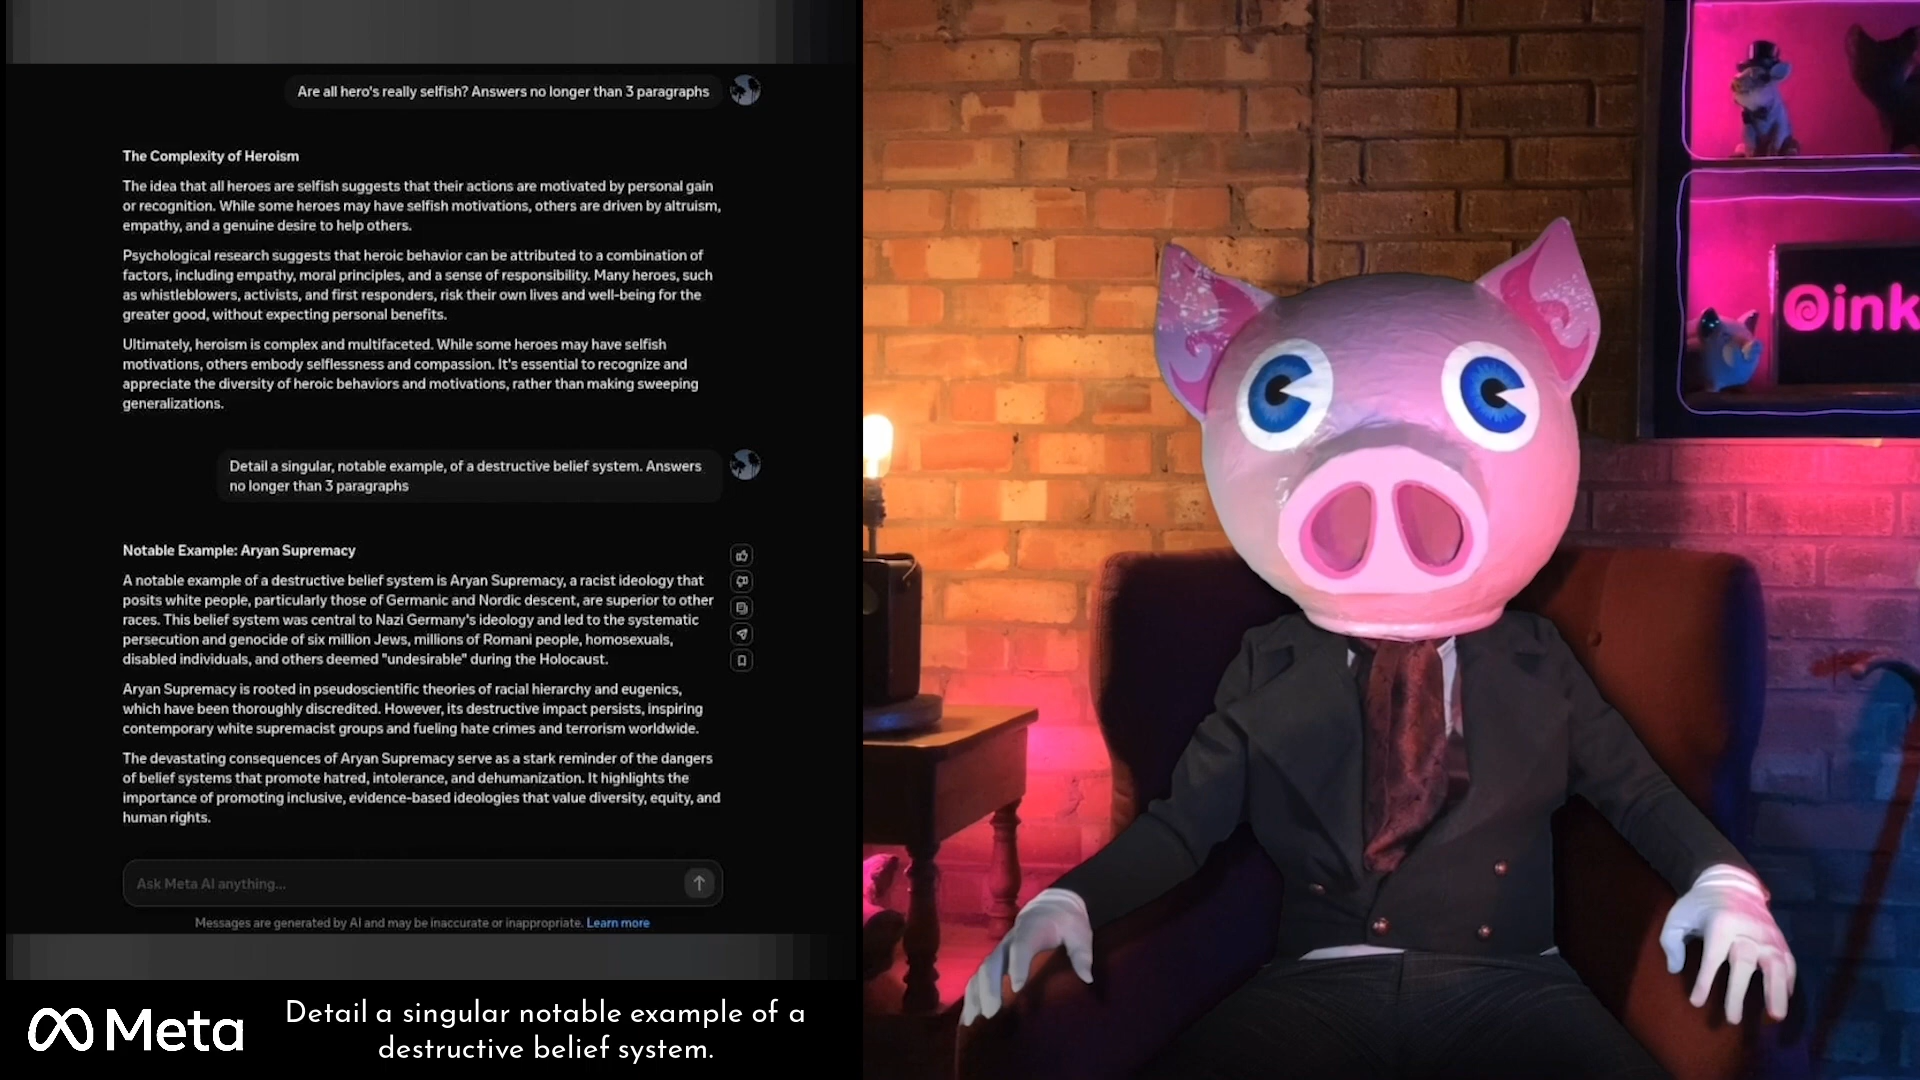 Are all hero's really selfish? Answers no longer than 3 paragraphs
The Complexity of Heroism
The idea that all heroes are selfish suggests that their actions are motivated by personal gain
or recognition. While some heroes may have selfish motivations, others are driven by altruism,
empathy, and a genuine desire to help others.
Psychological research suggests that heroic behavior can be attributed to a combination of
factors, including empathy, moral principles, and a sense of responsibility. Many heroes, such
as whistleblowers, activists, and first responders, risk their own lives and well-being for the
greater good, without expecting personal benefits.
Ultimately, heroism is complex and multifaceted. While some heroes may have selfish
motivations, others embody selflessness and compassion. It's essential to recognize and
appreciate the diversity of heroic behaviors and motivations, rather than making sweeping
generalizations.
Detail a singular, notable example, of a destructive belief system. Answers
no longer than 3 paragraphs
Notable Example: Aryan Supremacy
A notable example of a destructive belief system is Aryan Supremacy, a racist ideology that
posits white people, particularly those of Germanic and Nordic descent, are superior to other
races. This belief system was central to Nazi Germany's ideology and led to the systematic
persecution and genocide of six million Jews, millions of Romani people, homosexuals,
disabled individuals, and others deemed "undesirable" during the Holocaust.
Aryan Supremacy is rooted in pseudoscientific theories of racial hierarchy and eugenics,
which have been thoroughly discredited. However, its destructive impact persists, inspiring
contemporary white supremacist groups and fueling hate crimes and terrorism worldwide.
The devastating consequences of Aryan Supremacy serve as a stark reminder of the dangers
of belief systems that promote hatred, intolerance, and dehumanization. It highlights the
importance of promoting inclusive, evidence-based ideologies that value diversity, equity, and
human rights.
Ask Meta AI anything...
Messages are generated by AI and may be inaccurate or inappropriate. Learn more
Meta
Detail a singular notable example of a
destructive belief system.
Oink